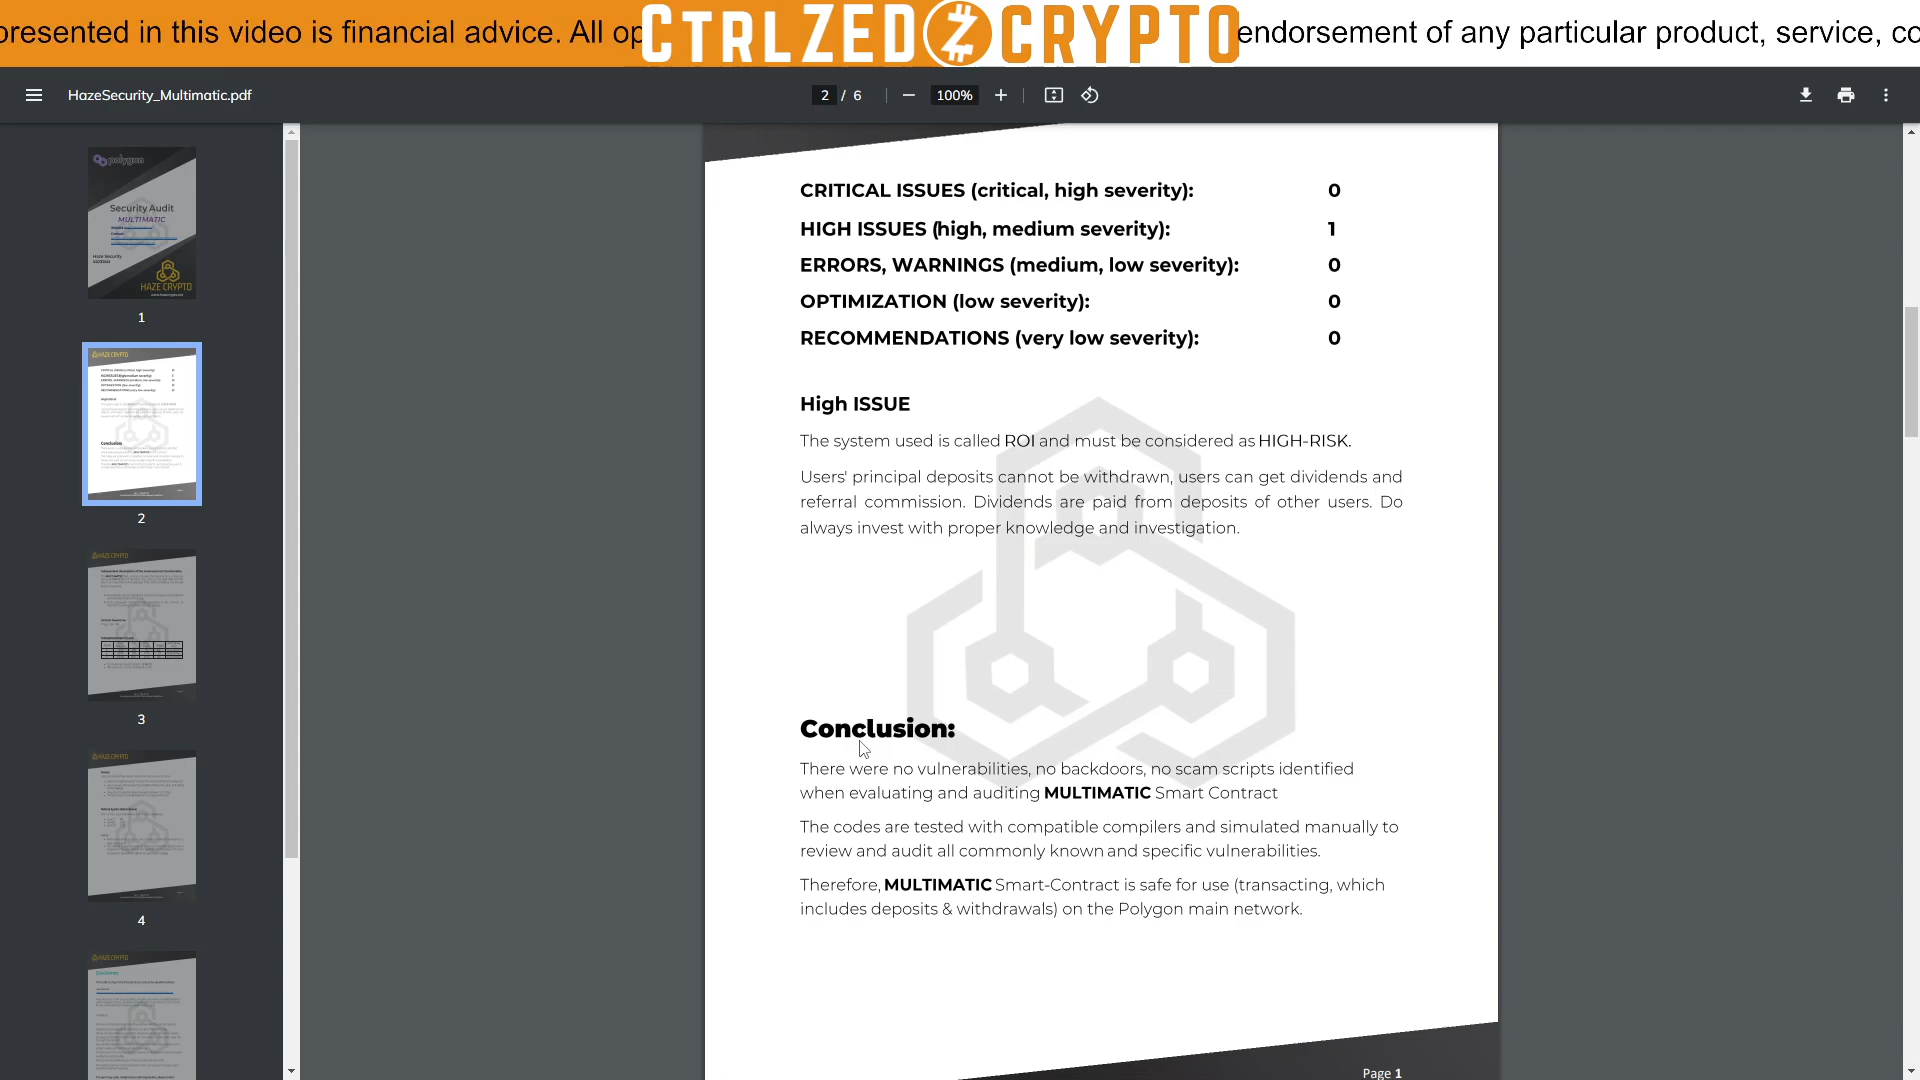 presented in this video is financial advice. All op
CTRLZED CRYPTO
endorsement of any particular product, service, co
HazeSecurity_Multimatic.pdf
2 / 6
100%
polygon
Security Audit
MULTIMATIC
Haze Security
HAZE CRYPTO
1
2
3
4
CRITICAL ISSUES (critical, high severity): 0
HIGH ISSUES (high, medium severity): 1
ERRORS, WARNINGS (medium, low severity): 0
OPTIMIZATION (low severity): 0
RECOMMENDATIONS (very low severity): 0
High ISSUE
The system used is called ROI and must be considered as HIGH-RISK.
Users' principal deposits cannot be withdrawn, users can get dividends and
referral commission. Dividends are paid from deposits of other users. Do
always invest with proper knowledge and investigation.
Conclusion:
There were no vulnerabilities, no backdoors, no scam scripts identified
when evaluating and auditing MULTIMATIC Smart Contract
The codes are tested with compatible compilers and simulated manually to
review and audit all commonly known and specific vulnerabilities.
Therefore, MULTIMATIC Smart-Contract is safe for use (transacting, which
includes deposits & withdrawals) on the Polygon main network.
Page 1